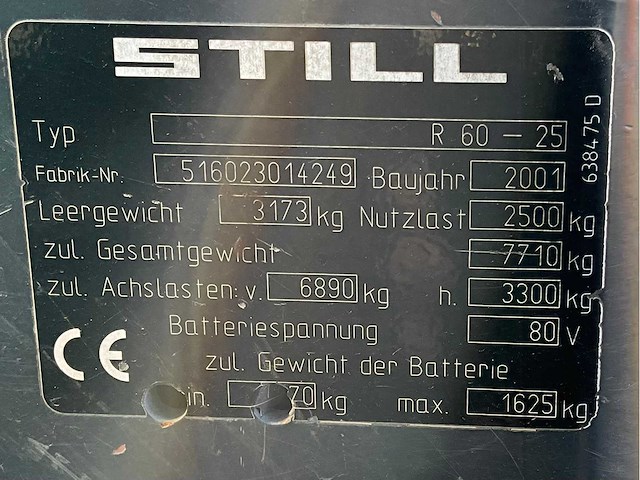 STILL
Typ R 60 - 25
Fabrik-Nr. 516023014249 Baujahr 2001
Leergewicht 3173 kg Nutzlast 2500 kg
zul. Gesamtgewicht 7710 kg
zul. Achslasten: v. 6890 kg h. 3300 kg
Batteriespannung 80 V
CE
zul. Gewicht der Batterie
kg max. 1625 kg
638475 D